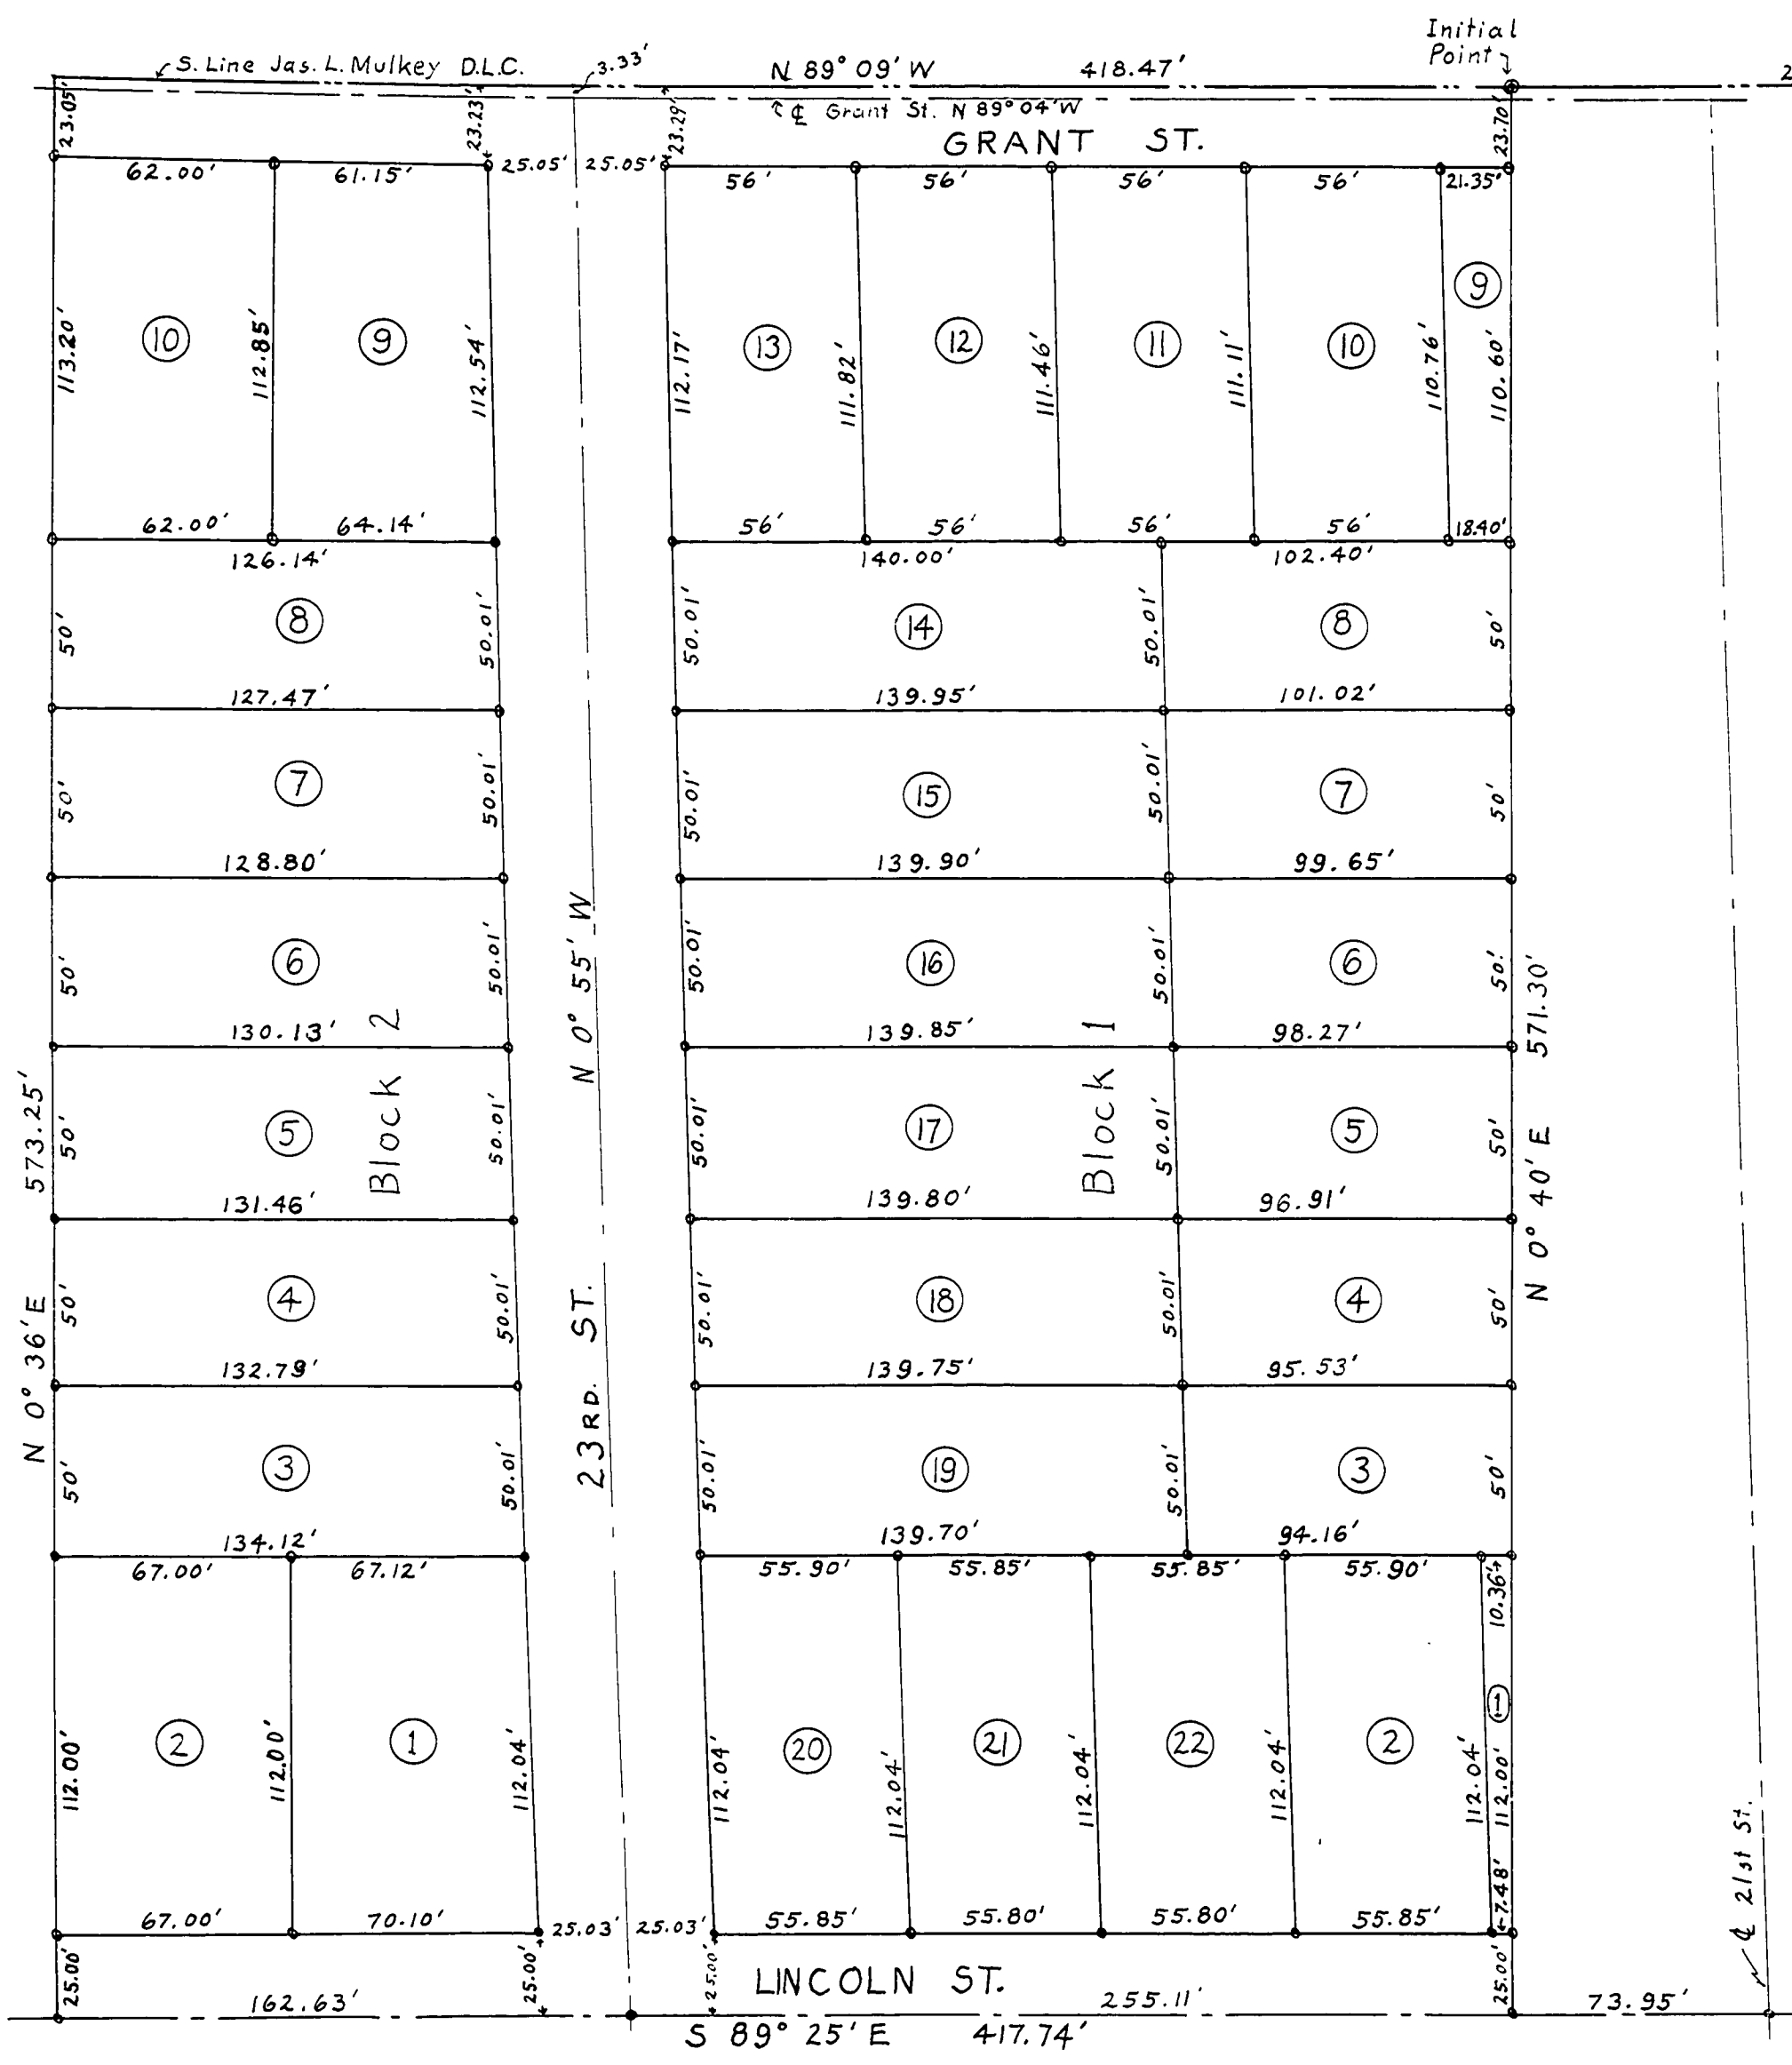 Initial
Point
S. Line Jas. L. Mulkey D.L.C.
3.33'
N 89° 09' W 418.47'
2
23.05'
23.23'
23.29'
℄ Grant St. N 89° 04' W
23.70'
GRANT ST.
62.00' 61.15' 25.05' 25.05' 56' 56' 56' 56' 21.35'
113.20' 10 112.85' 9 112.54' 112.17' 13 111.82' 12 111.46' 11 111.11' 10 110.76' 9 110.60'
62.00' 64.14' 56' 56' 56' 56' 18.40'
126.14' 140.00' 102.40'
50' 8 50.01' 50.01' 14 50.01' 8 50'
127.47' 139.95' 101.02'
50' 7 50.01' 50.01' 15 50.01' 7 50'
128.80' 139.90' 99.65'
50' 6 50.01' 50.01' 16 50.01' 6 50'
130.13' 139.85' 98.27'
50' 5 50.01' 50.01' 17 50.01' 5 50'
131.46' 139.80' 96.91'
50' 4 50.01' 50.01' 18 50.01' 4 50'
132.79' 139.75' 95.53'
50' 3 50.01' 50.01' 19 50.01' 3 50'
134.12' 139.70' 94.16'
67.00' 67.12' 55.90' 55.85' 55.85' 55.90' 10.36'
112.00' 2 112.00' 1 112.04' 112.04' 20 112.04' 21 112.04' 22 112.04' 2 112.04' 1 112.00'
67.00' 70.10' 25.03' 25.03' 55.85' 55.80' 55.80' 55.85' 7.48'
25.00' 25.00' 25.00' 25.00'
LINCOLN ST.
162.63' 255.11' 73.95'
S 89° 25' E 417.74'
N 0° 36' E 573.25'
Block 2
23RD. ST. N 0° 55' W
Block 1
N 0° 40' E 571.30'
℄ 21st St.